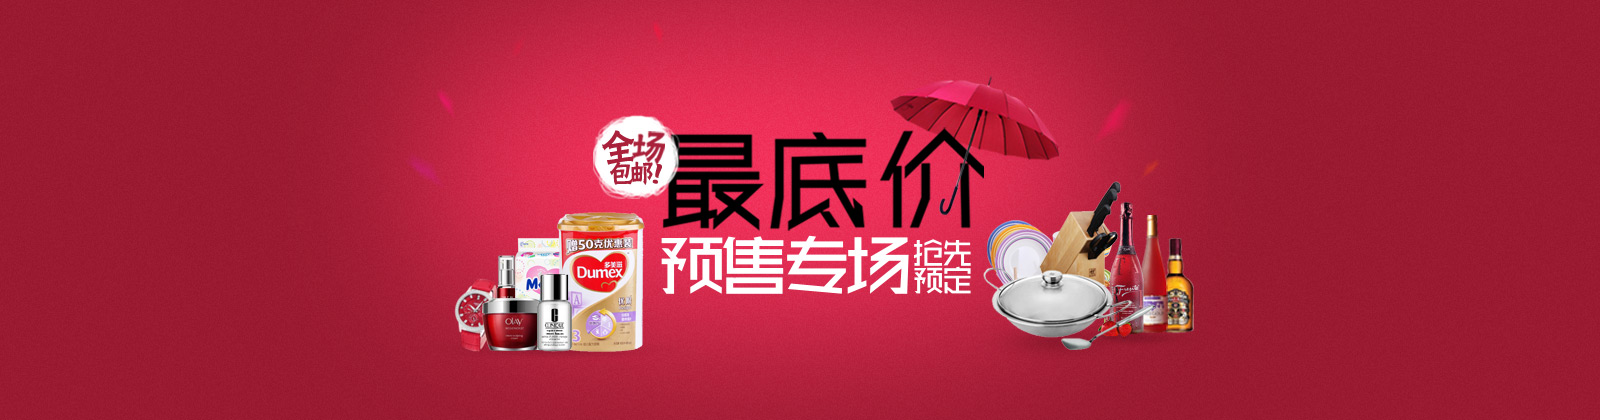 全场
包邮!
最底价
预售专场
抢先
预定
赠50克优惠装
多美滋
Dumex
OLAY
CLINIQUE